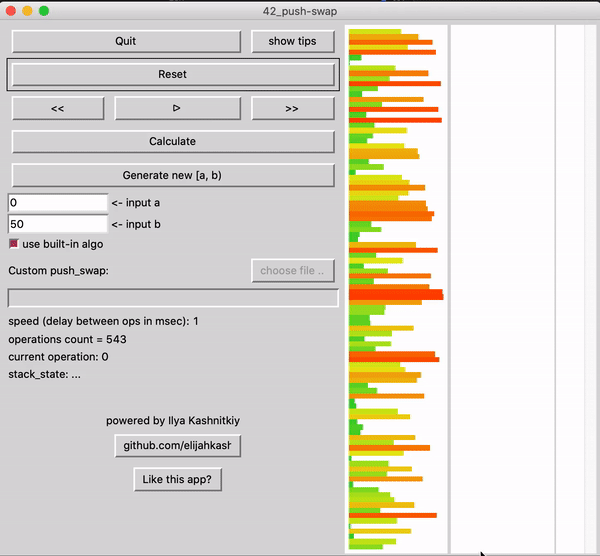 42_push-swap
Quit
show tips
Reset
<<
>>
Calculate
Generate new [a, b)
0
<- input a
50
<- input b
use built-in algo
Custom push_swap:
choose file ..
speed (delay between ops in msec): 1
operations count = 543
current operation: 0
stack_state: ...
powered by Ilya Kashnitkiy
github.com/elijahkash
Like this app?